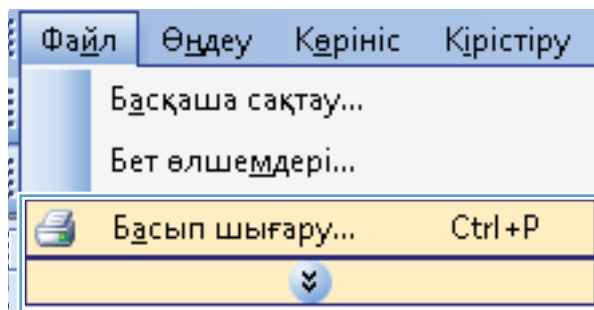 Файл Өңдеу Көрініс Кірістіру
Басқаша сақтау...
Бет өлшемдері...
Басып шығару... Ctrl+P